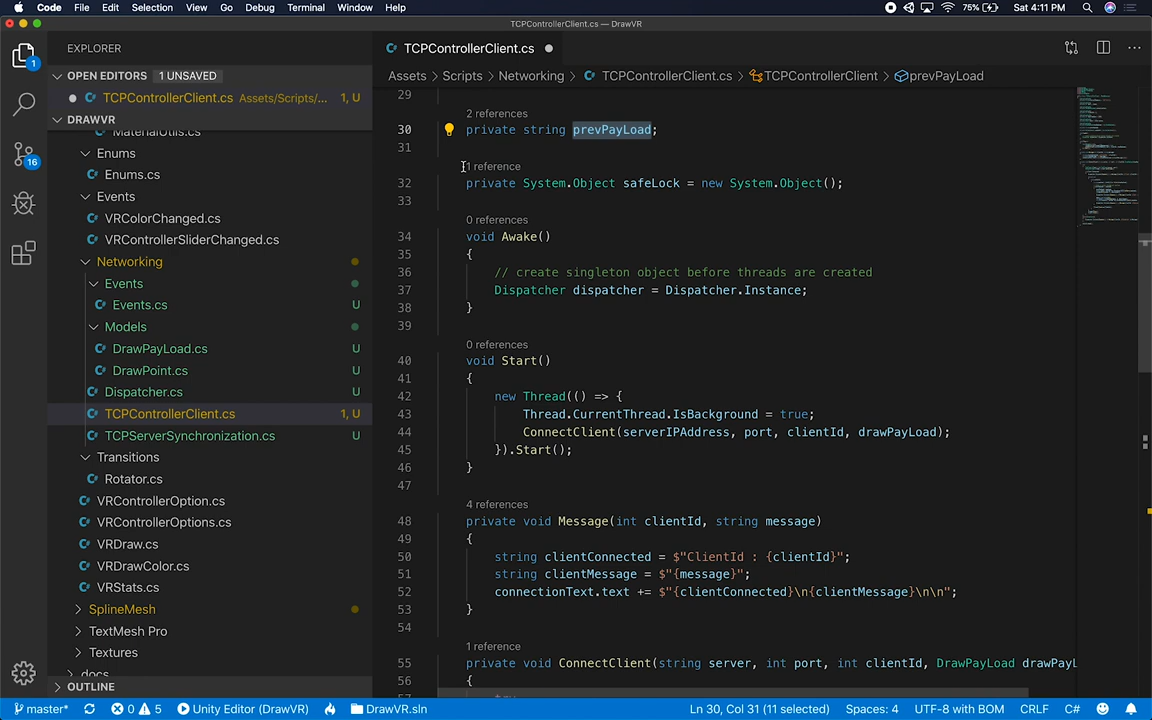 Code File Edit Selection View Go Debug Terminal Window Help 75% Sat 4:11 PM
TCPControllerClient.cs — DrawVR
EXPLORER
OPEN EDITORS 1 UNSAVED
TCPControllerClient.cs Assets/Scripts/... 1, U
DRAWVR
MaterialUtils.cs
Enums
Enums.cs
Events
VRColorChanged.cs
VRControllerSliderChanged.cs
Networking
Events
Events.cs U
Models
DrawPayLoad.cs U
DrawPoint.cs U
Dispatcher.cs U
TCPControllerClient.cs 1, U
TCPServerSynchronization.cs U
Transitions
Rotator.cs
VRControllerOption.cs
VRControllerOptions.cs
VRDraw.cs
VRDrawColor.cs
VRStats.cs
SplineMesh
TextMesh Pro
Textures
docs
OUTLINE
1
16
TCPControllerClient.cs
Assets > Scripts > Networking > TCPControllerClient.cs > TCPControllerClient > prevPayLoad
29
2 references
30 private string prevPayLoad;
31
1 reference
32 private System.Object safeLock = new System.Object();
33
0 references
34 void Awake()
35 {
36 // create singleton object before threads are created
37 Dispatcher dispatcher = Dispatcher.Instance;
38 }
39
0 references
40 void Start()
41 {
42 new Thread(() => {
43 Thread.CurrentThread.IsBackground = true;
44 ConnectClient(serverIPAddress, port, clientId, drawPayLoad);
45 }).Start();
46 }
47
4 references
48 private void Message(int clientId, string message)
49 {
50 string clientConnected = $"ClientId : {clientId}";
51 string clientMessage = $"{message}";
52 connectionText.text += $"{clientConnected}\n{clientMessage}\n\n";
53 }
54
1 reference
55 private void ConnectClient(string server, int port, int clientId, DrawPayLoad drawPayL
56 {
57 try
master* 0 5 Unity Editor (DrawVR) DrawVR.sln Ln 30, Col 31 (11 selected) Spaces: 4 UTF-8 with BOM CRLF C#